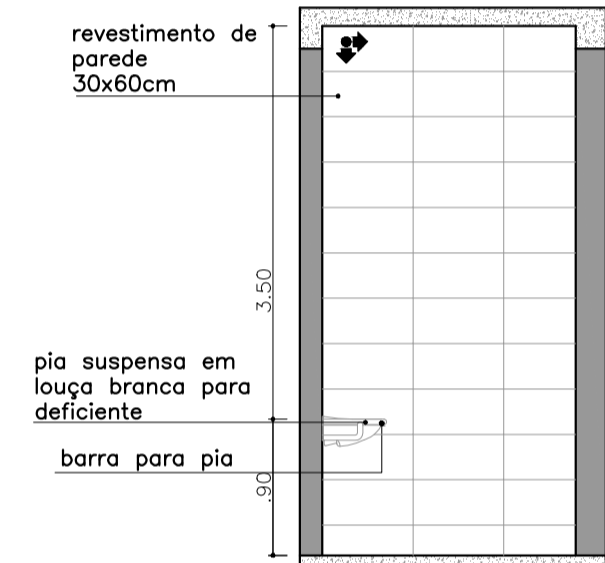 revestimento de
parede
30x60cm
3.50
pia suspensa em
louça branca para
deficiente
barra para pia
.90